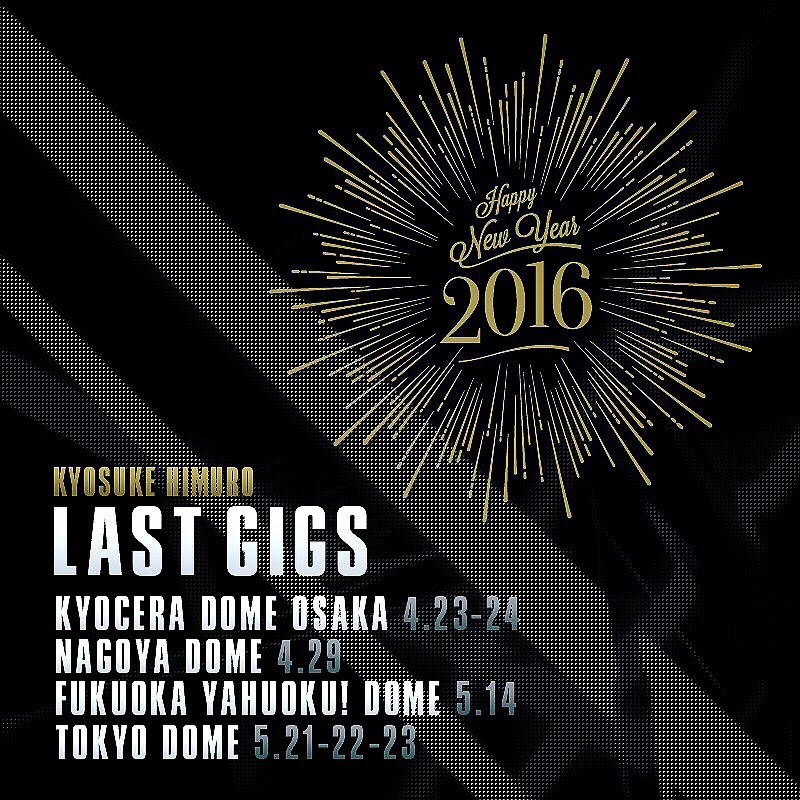 Happy
New Year
2016
KYOSUKE HIMURO
LAST GIGS
KYOCERA DOME OSAKA 4.23-24
NAGOYA DOME 4.29
FUKUOKA YAHUOKU! DOME 5.14
TOKYO DOME 5.21-22-23